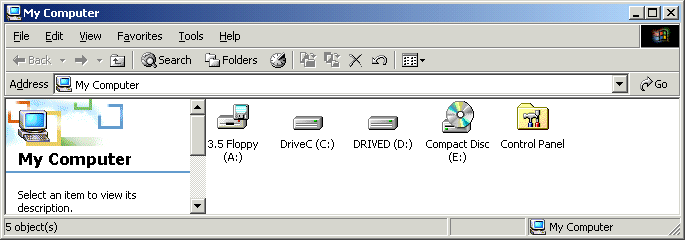 My Computer
File Edit View Favorites Tools Help
Back Search Folders
Address My Computer Go
My Computer
Select an item to view its
description.
3.5 Floppy
(A:)
DriveC (C:)
DRIVED (D:)
Compact Disc
(E:)
Control Panel
5 object(s)
My Computer